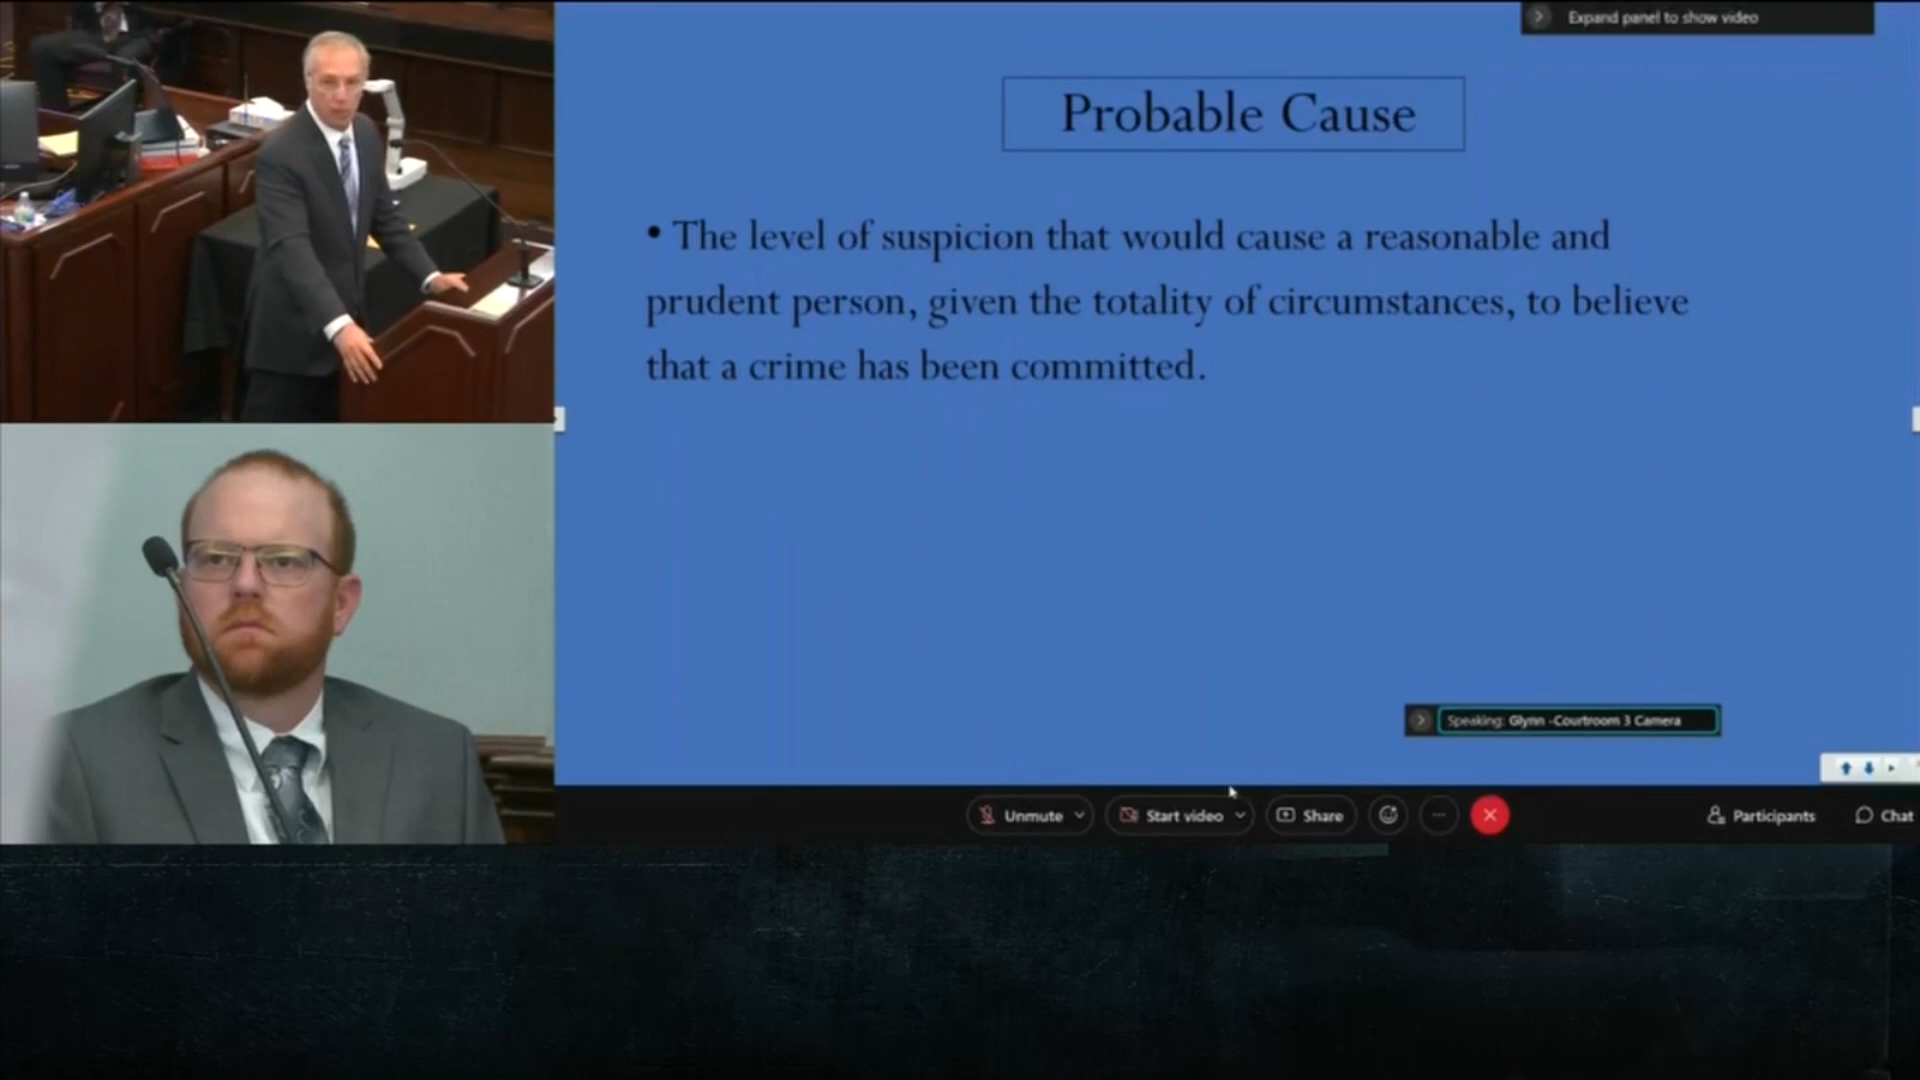 Expand panel to show video
Probable Cause
• The level of suspicion that would cause a reasonable and
prudent person, given the totality of circumstances, to believe
that a crime has been committed.
Speaking: Glynn -Courtroom 3 Camera
Unmute
Start video
Share
Participants
Chat